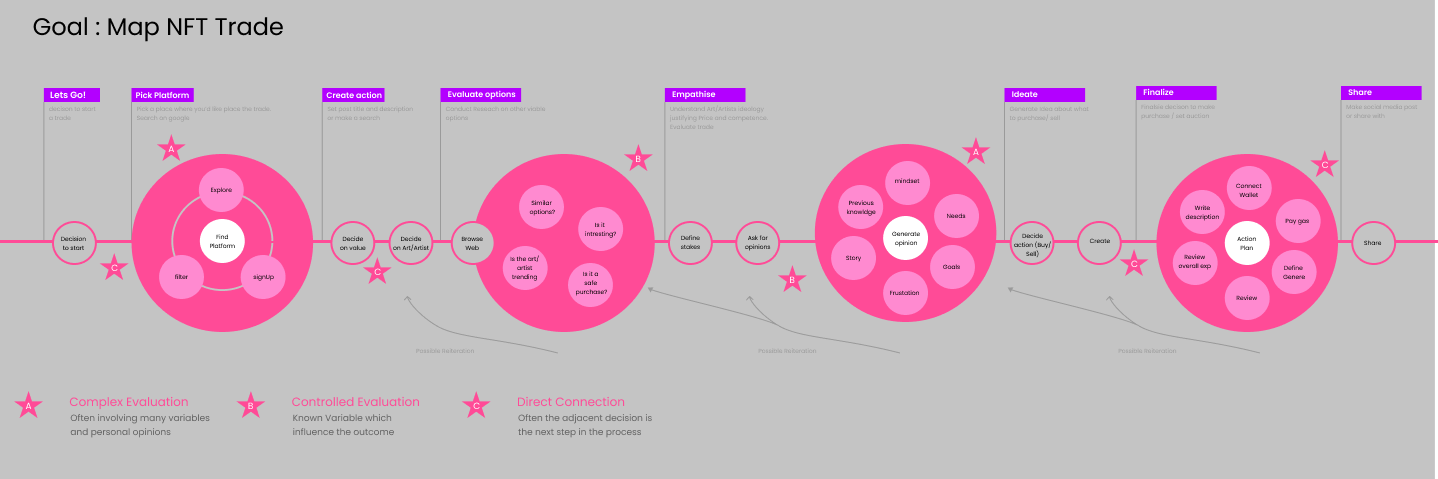 Goal : Map NFT Trade
Lets Go!
decision to start
a trade
Pick Platform
Pick a place where you'd like place the trade.
Search on google.
Create action
Set post title and description
or make a search
Evaluate options
Conduct Research on other viable
options
Empathise
Understand Art/Artists ideology
justifying Price and competence.
Evaluate trade
Ideate
Generate Idea about what
to purchase/ sell
Finalize
Finalize decison to make
purchase / set auction
Share
Make social media post
or share with
A
B
A
C
Explore
Find
Platform
filter
signUp
Decision
to start
C
Decide
on value
Decide
on Art/Artist
C
Browse
Web
Similar
options?
Is it
intresting?
Is the art/
artist
trending
Is it a
safe
purchase?
Define
stakes
Ask for
opinions
B
mindset
Previous
knowldge
Needs
Generate
opinion
Story
Goals
Frustation
Decide
action (Buy/
Sell)
Create
C
Connect
Wallet
Write
description
Pay gas
Action
Plan
Review
overall exp
Define
Genere
Review
Share
Possible Reiteration
Possible Reiteration
Possible Reiteration
A
Complex Evaluation
Often involving many variables
and personal opinions
B
Controlled Evaluation
Known Variable which
influence the outcome
C
Direct Connection
Often the adjacent decision is
the next step in the process